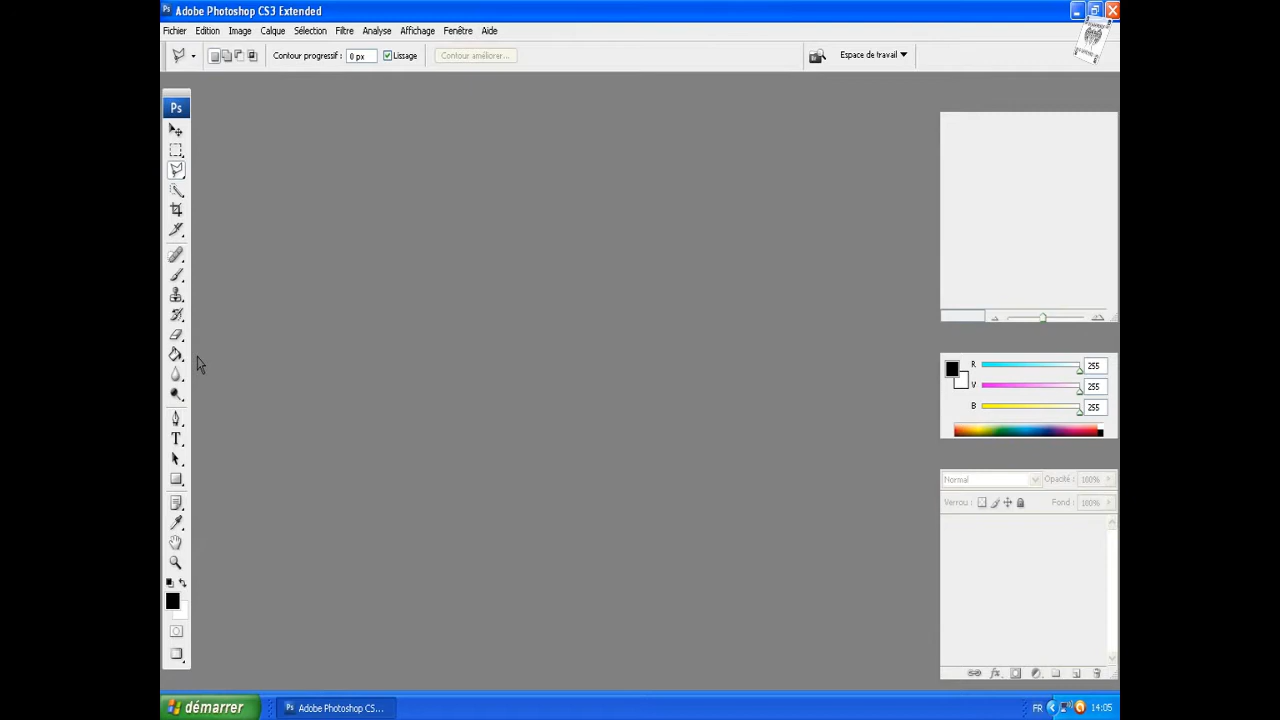 Adobe Photoshop CS3 Extended
Fichier Edition Image Calque Sélection Filtre Analyse Affichage Fenêtre Aide
Contour progressif : 0 px Lissage Contour améliorer... Espace de travail
Ps
R 255
V 255
B 255
Normal Opacité : 100%
Verrou : Fond : 100%
T
démarrer Ps Adobe Photoshop CS... FR 14:05